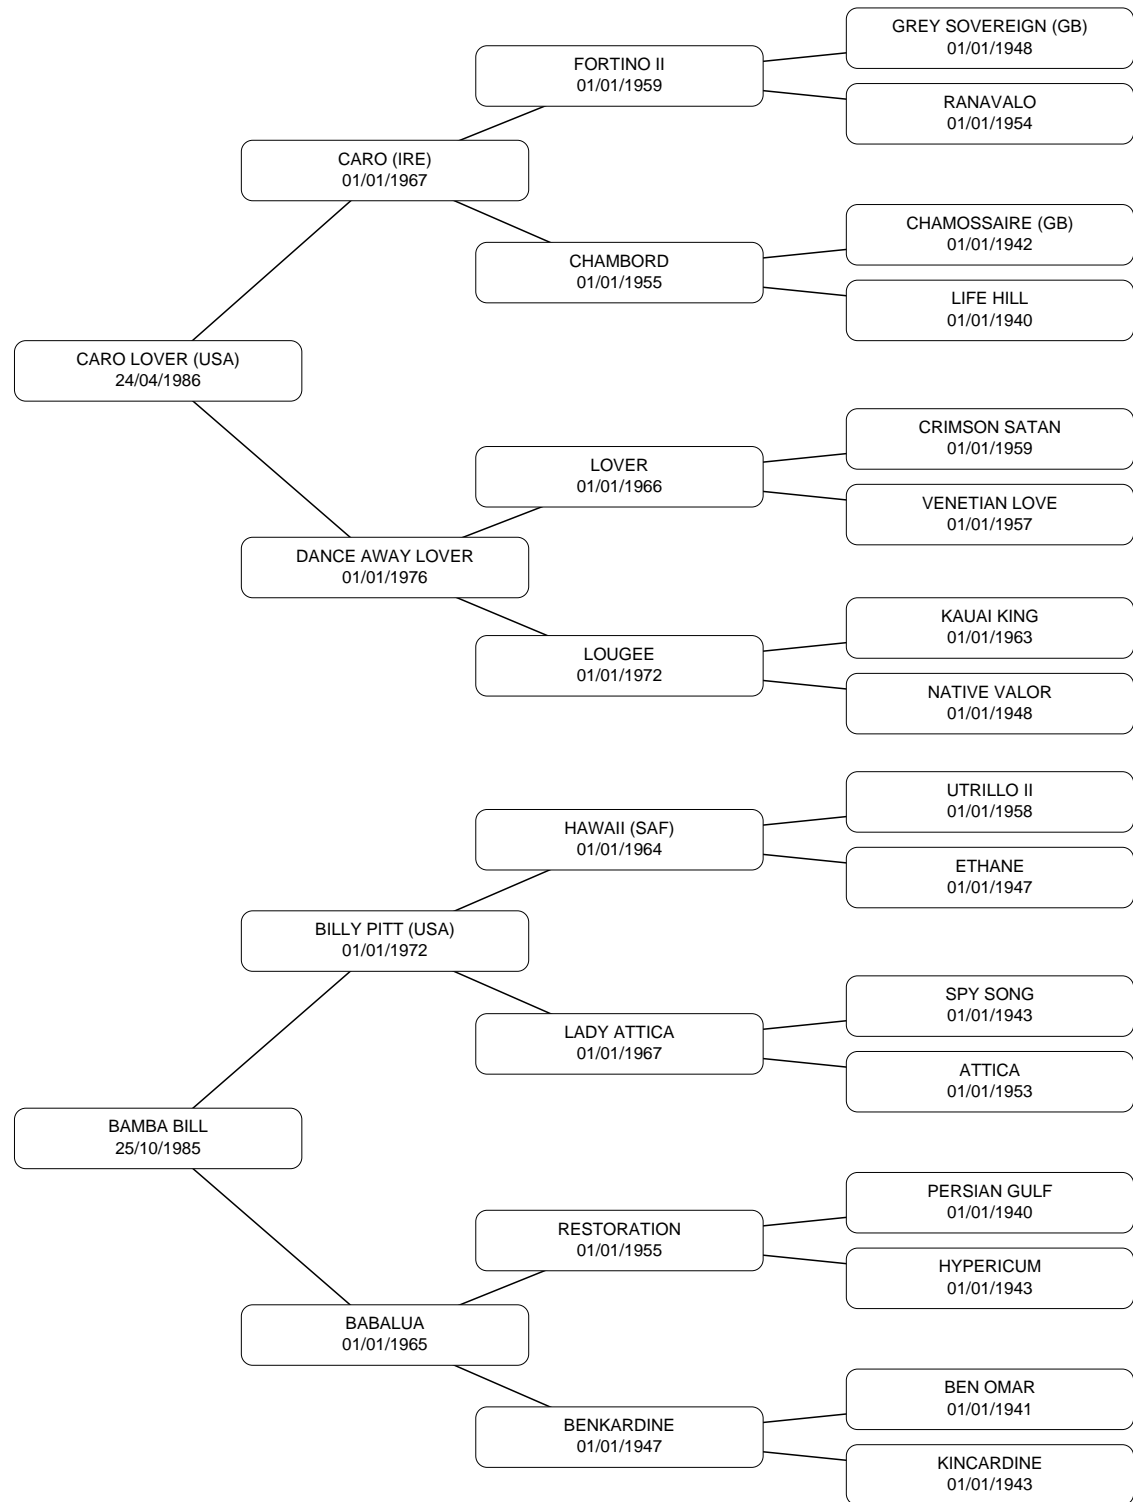 GREY SOVEREIGN (GB)
01/01/1948
FORTINO II
01/01/1959
RANAVALO
01/01/1954
CARO (IRE)
01/01/1967
CHAMOSSAIRE (GB)
01/01/1942
CHAMBORD
01/01/1955
LIFE HILL
01/01/1940
CARO LOVER (USA)
24/04/1986
CRIMSON SATAN
01/01/1959
LOVER
01/01/1966
VENETIAN LOVE
01/01/1957
DANCE AWAY LOVER
01/01/1976
KAUAI KING
01/01/1963
LOUGEE
01/01/1972
NATIVE VALOR
01/01/1948
UTRILLO II
01/01/1958
HAWAII (SAF)
01/01/1964
ETHANE
01/01/1947
BILLY PITT (USA)
01/01/1972
SPY SONG
01/01/1943
LADY ATTICA
01/01/1967
ATTICA
01/01/1953
BAMBA BILL
25/10/1985
PERSIAN GULF
01/01/1940
RESTORATION
01/01/1955
HYPERICUM
01/01/1943
BABALUA
01/01/1965
BEN OMAR
01/01/1941
BENKARDINE
01/01/1947
KINCARDINE
01/01/1943